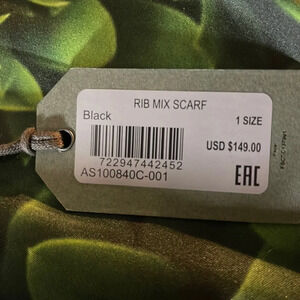 RIB MIX SCARF
Black
1 SIZE
USD $149.00
722947442452
AS100840C-001
EAC